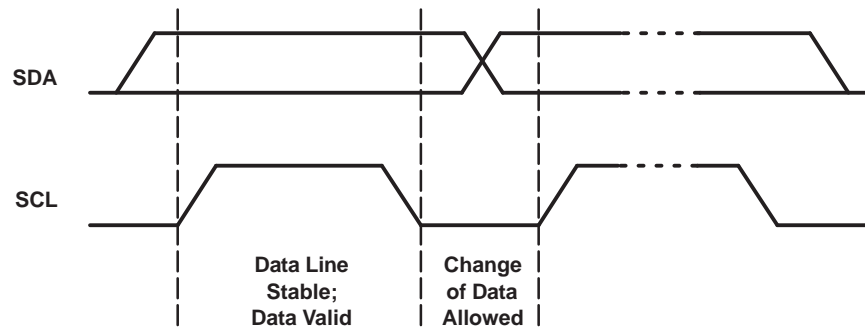 SDA
SCL
Data Line
Stable;
Data Valid
Change
of Data
Allowed